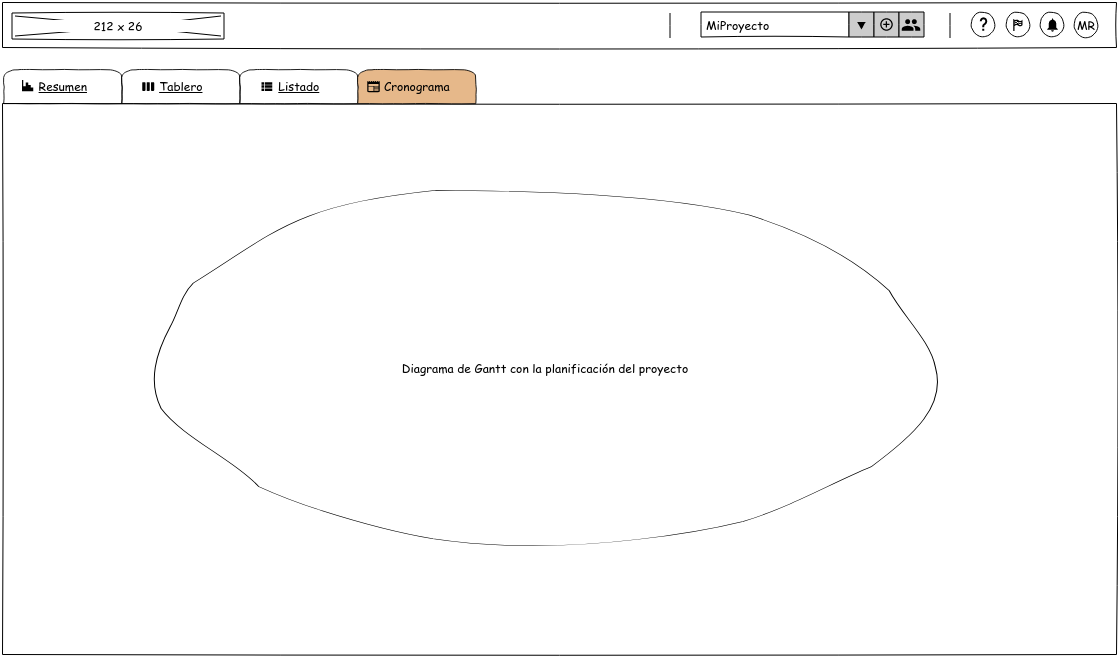 212 x 26
MiProyecto
?
MR
Resumen
Tablero
Listado
Cronograma
Diagrama de Gantt con la planificación del proyecto